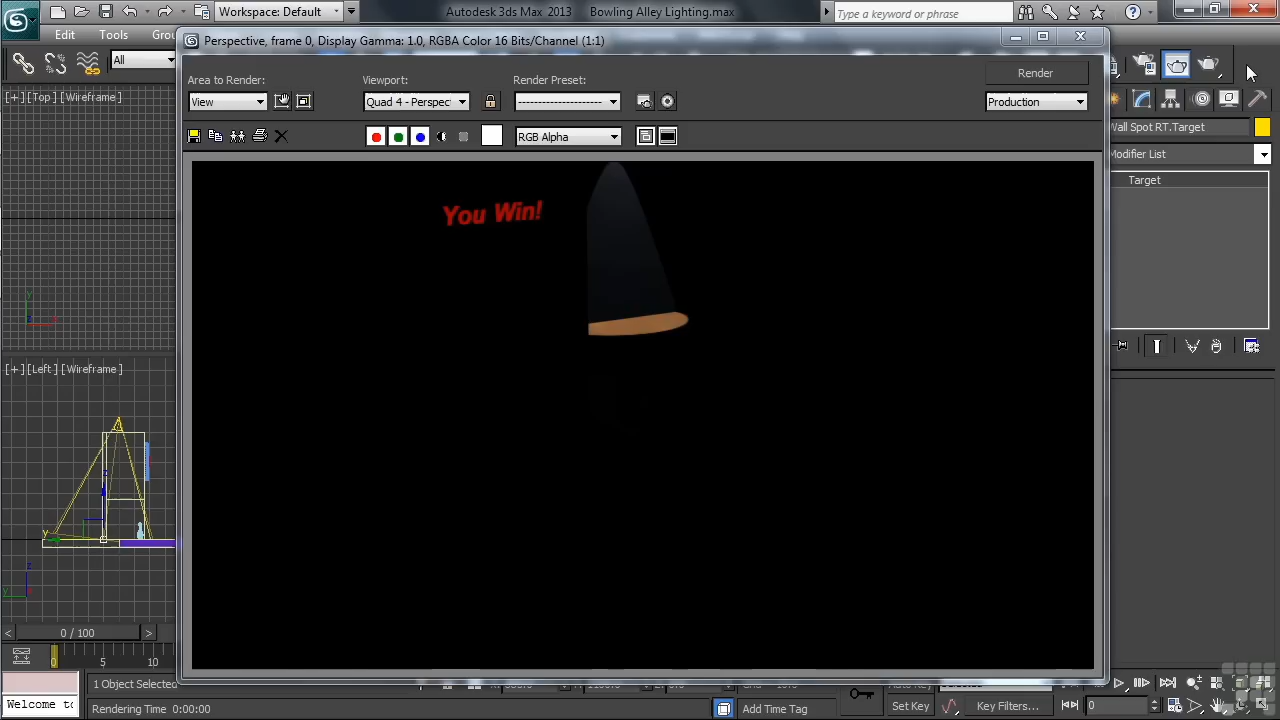 Workspace: Default
Autodesk 3ds Max 2013 Bowling Alley Lighting.max
Type a keyword or phrase
Edit Tools
Perspective, frame 0, Display Gamma: 1.0, RGBA Color 16 Bits/Channel (1:1)
All
Area to Render:
Viewport:
Render Preset:
Render
View
Quad 4 - Perspec
Production
[+] [Top] [Wireframe]
RGB Alpha
Wall Spot RT.Target
Modifier List
Target
You Win!
[+] [Left] [Wireframe]
0 / 100
0 5 10
1 Object Selected
Welcome to
Rendering Time 0:00:00
Add Time Tag
Set Key
Key Filters...
0